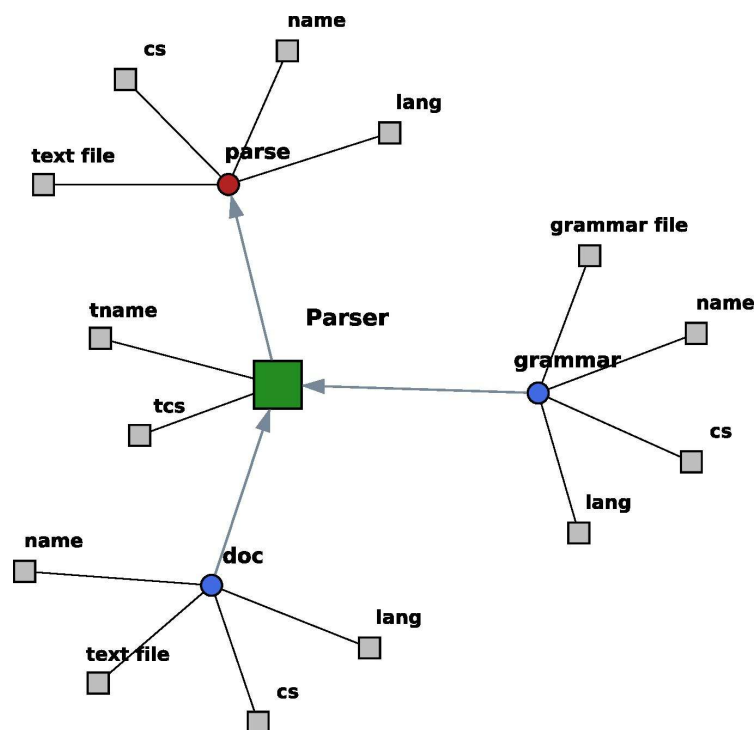 name
cs
lang
parse
text file
grammar file
tname
name
Parser
grammar
tcs
cs
lang
name
doc
lang
text file
cs